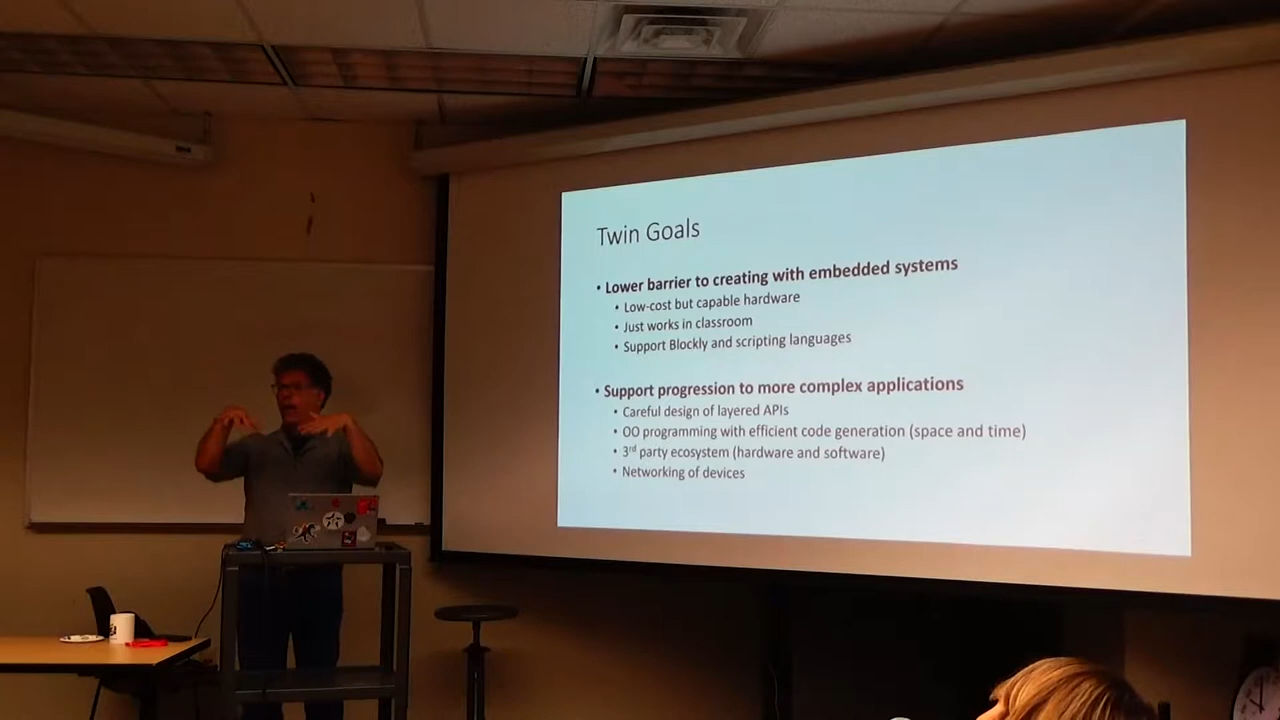 Twin Goals
• Lower barrier to creating with embedded systems
• Low-cost but capable hardware
• Just works in classroom
• Support Blockly and scripting languages
• Support progression to more complex applications
• Careful design of layered APIs
• OO programming with efficient code generation (space and time)
• 3rd party ecosystem (hardware and software)
• Networking of devices